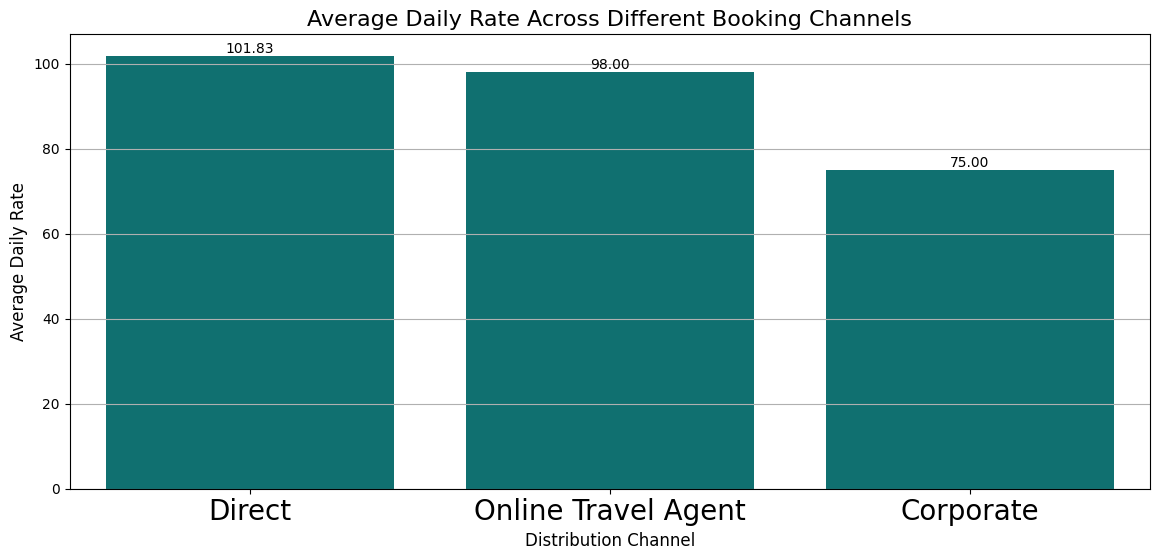 Average Daily Rate Across Different Booking Channels
101.83
98.00
75.00
100
80
60
40
20
0
Average Daily Rate
Direct
Online Travel Agent
Corporate
Distribution Channel